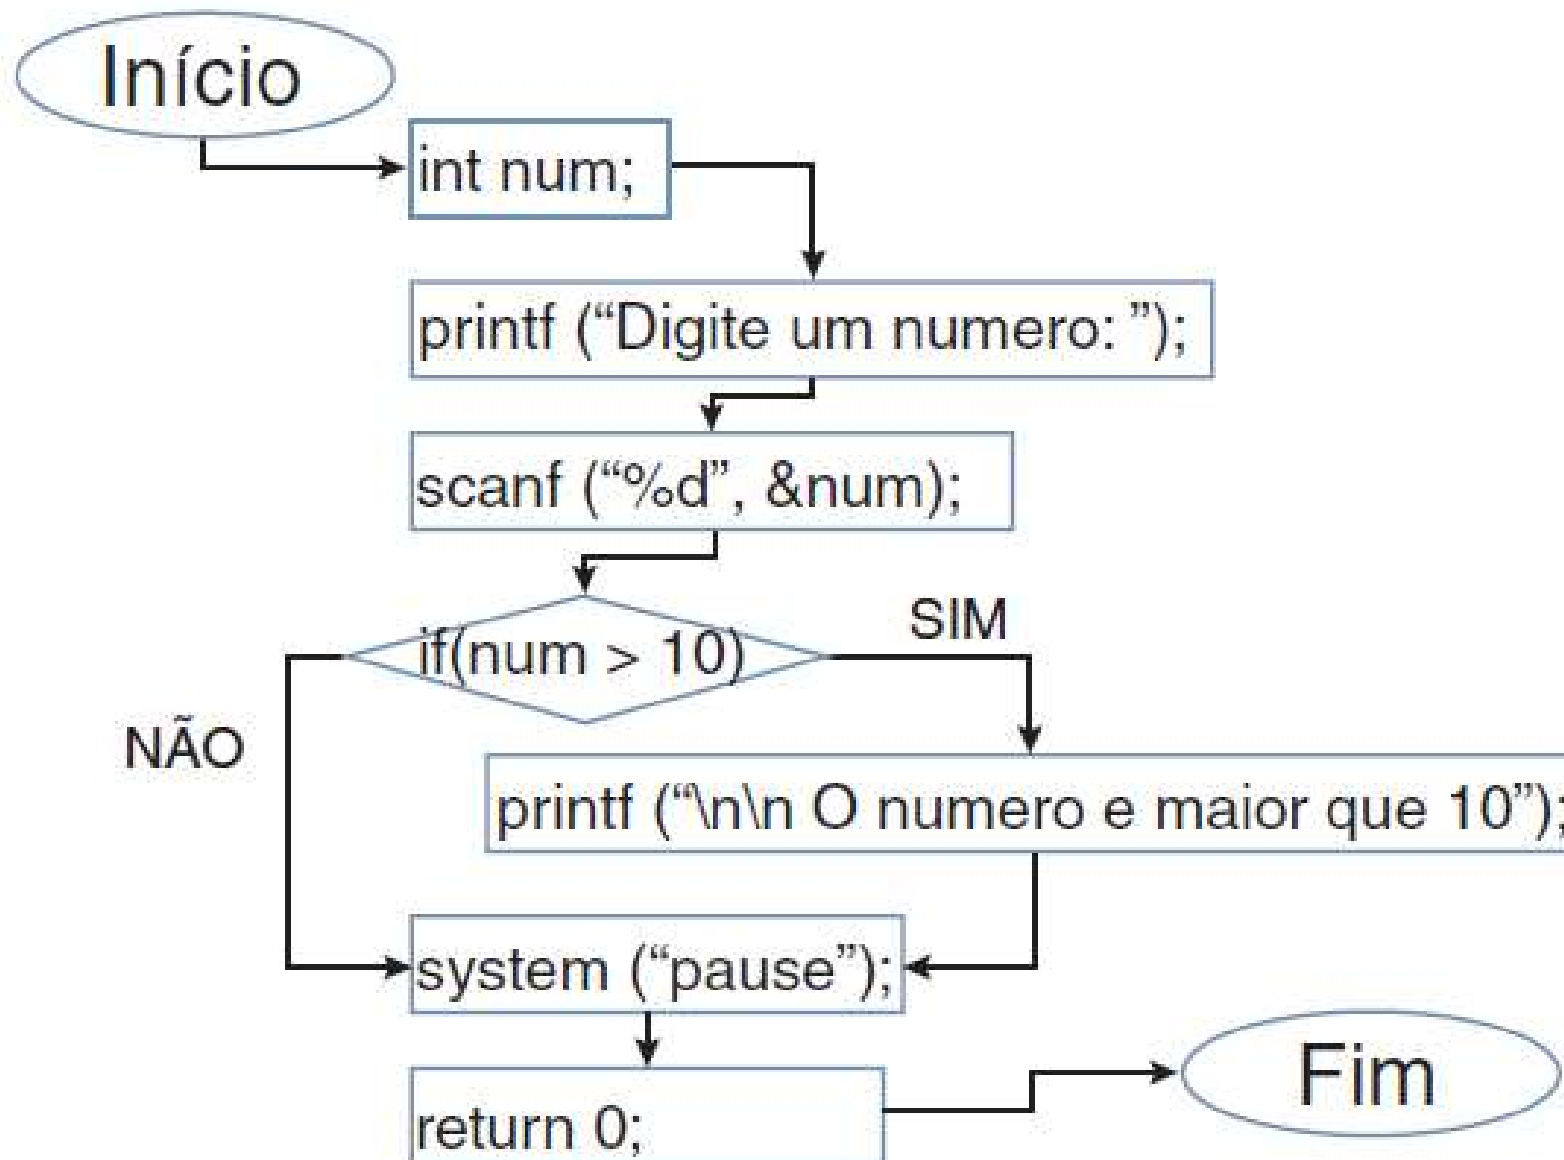 Início
int num;
printf (“Digite um numero: ”);
scanf (“%d”, &num);
if(num > 10)
SIM
NÃO
printf (“\n\n O numero e maior que 10”);
system (“pause”);
return 0;
Fim